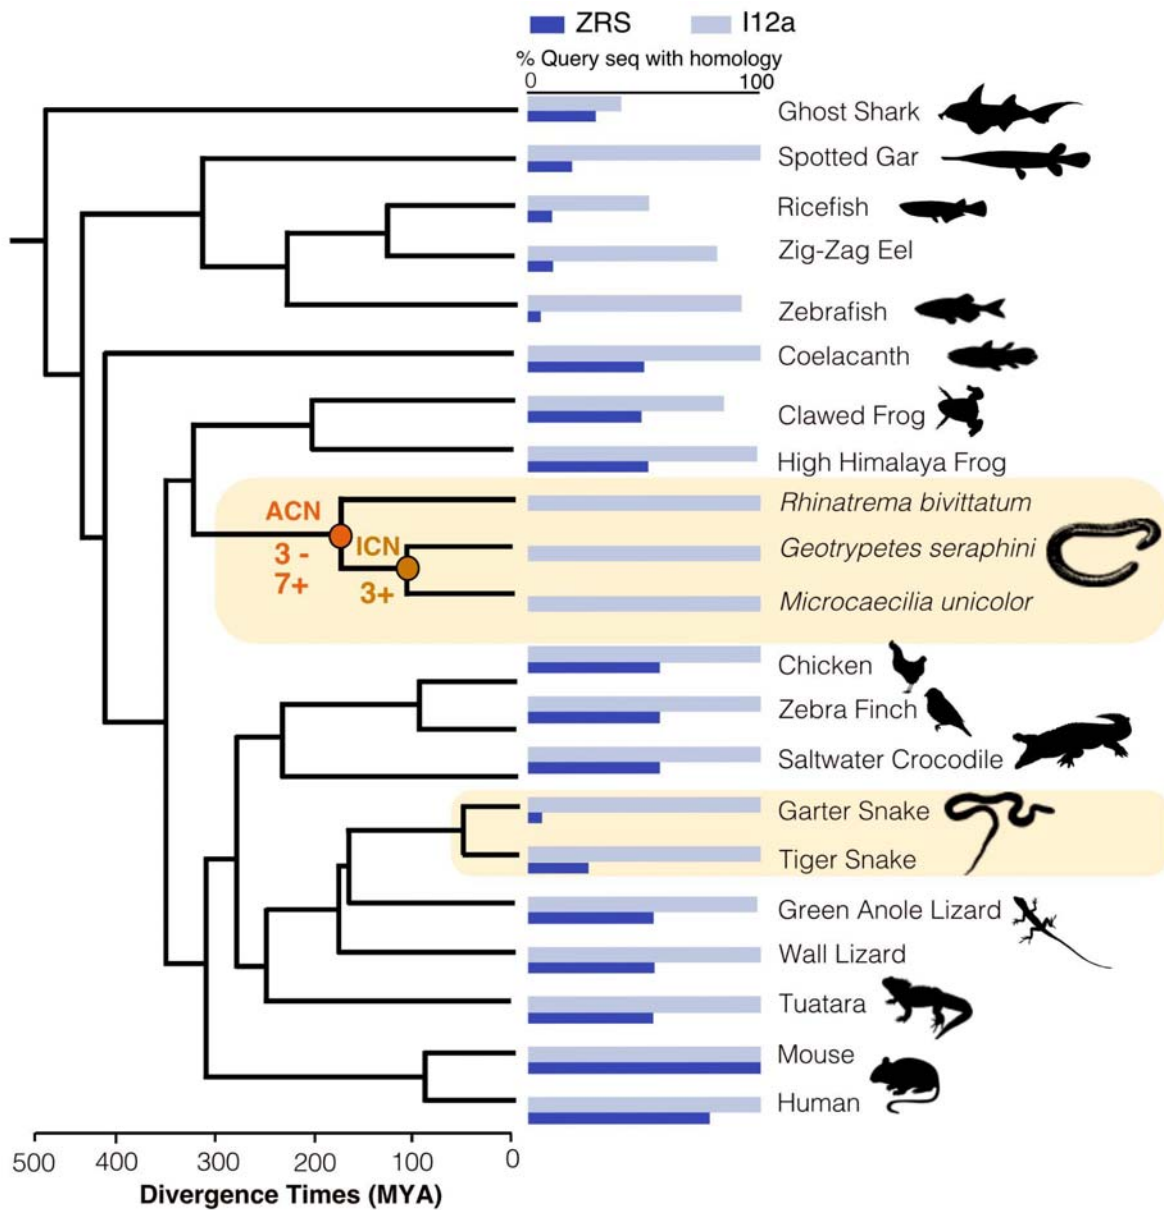 ZRS I12a
% Query seq with homology
0 100
Ghost Shark
Spotted Gar
Ricefish
Zig-Zag Eel
Zebrafish
Coelacanth
Clawed Frog
High Himalaya Frog
Rhinatrema bivittatum
ACN
3 -
7+
ICN
3+
Geotrypetes seraphini
Microcaecilia unicolor
Chicken
Zebra Finch
Saltwater Crocodile
Garter Snake
Tiger Snake
Green Anole Lizard
Wall Lizard
Tuatara
Mouse
Human
500 400 300 200 100 0
Divergence Times (MYA)